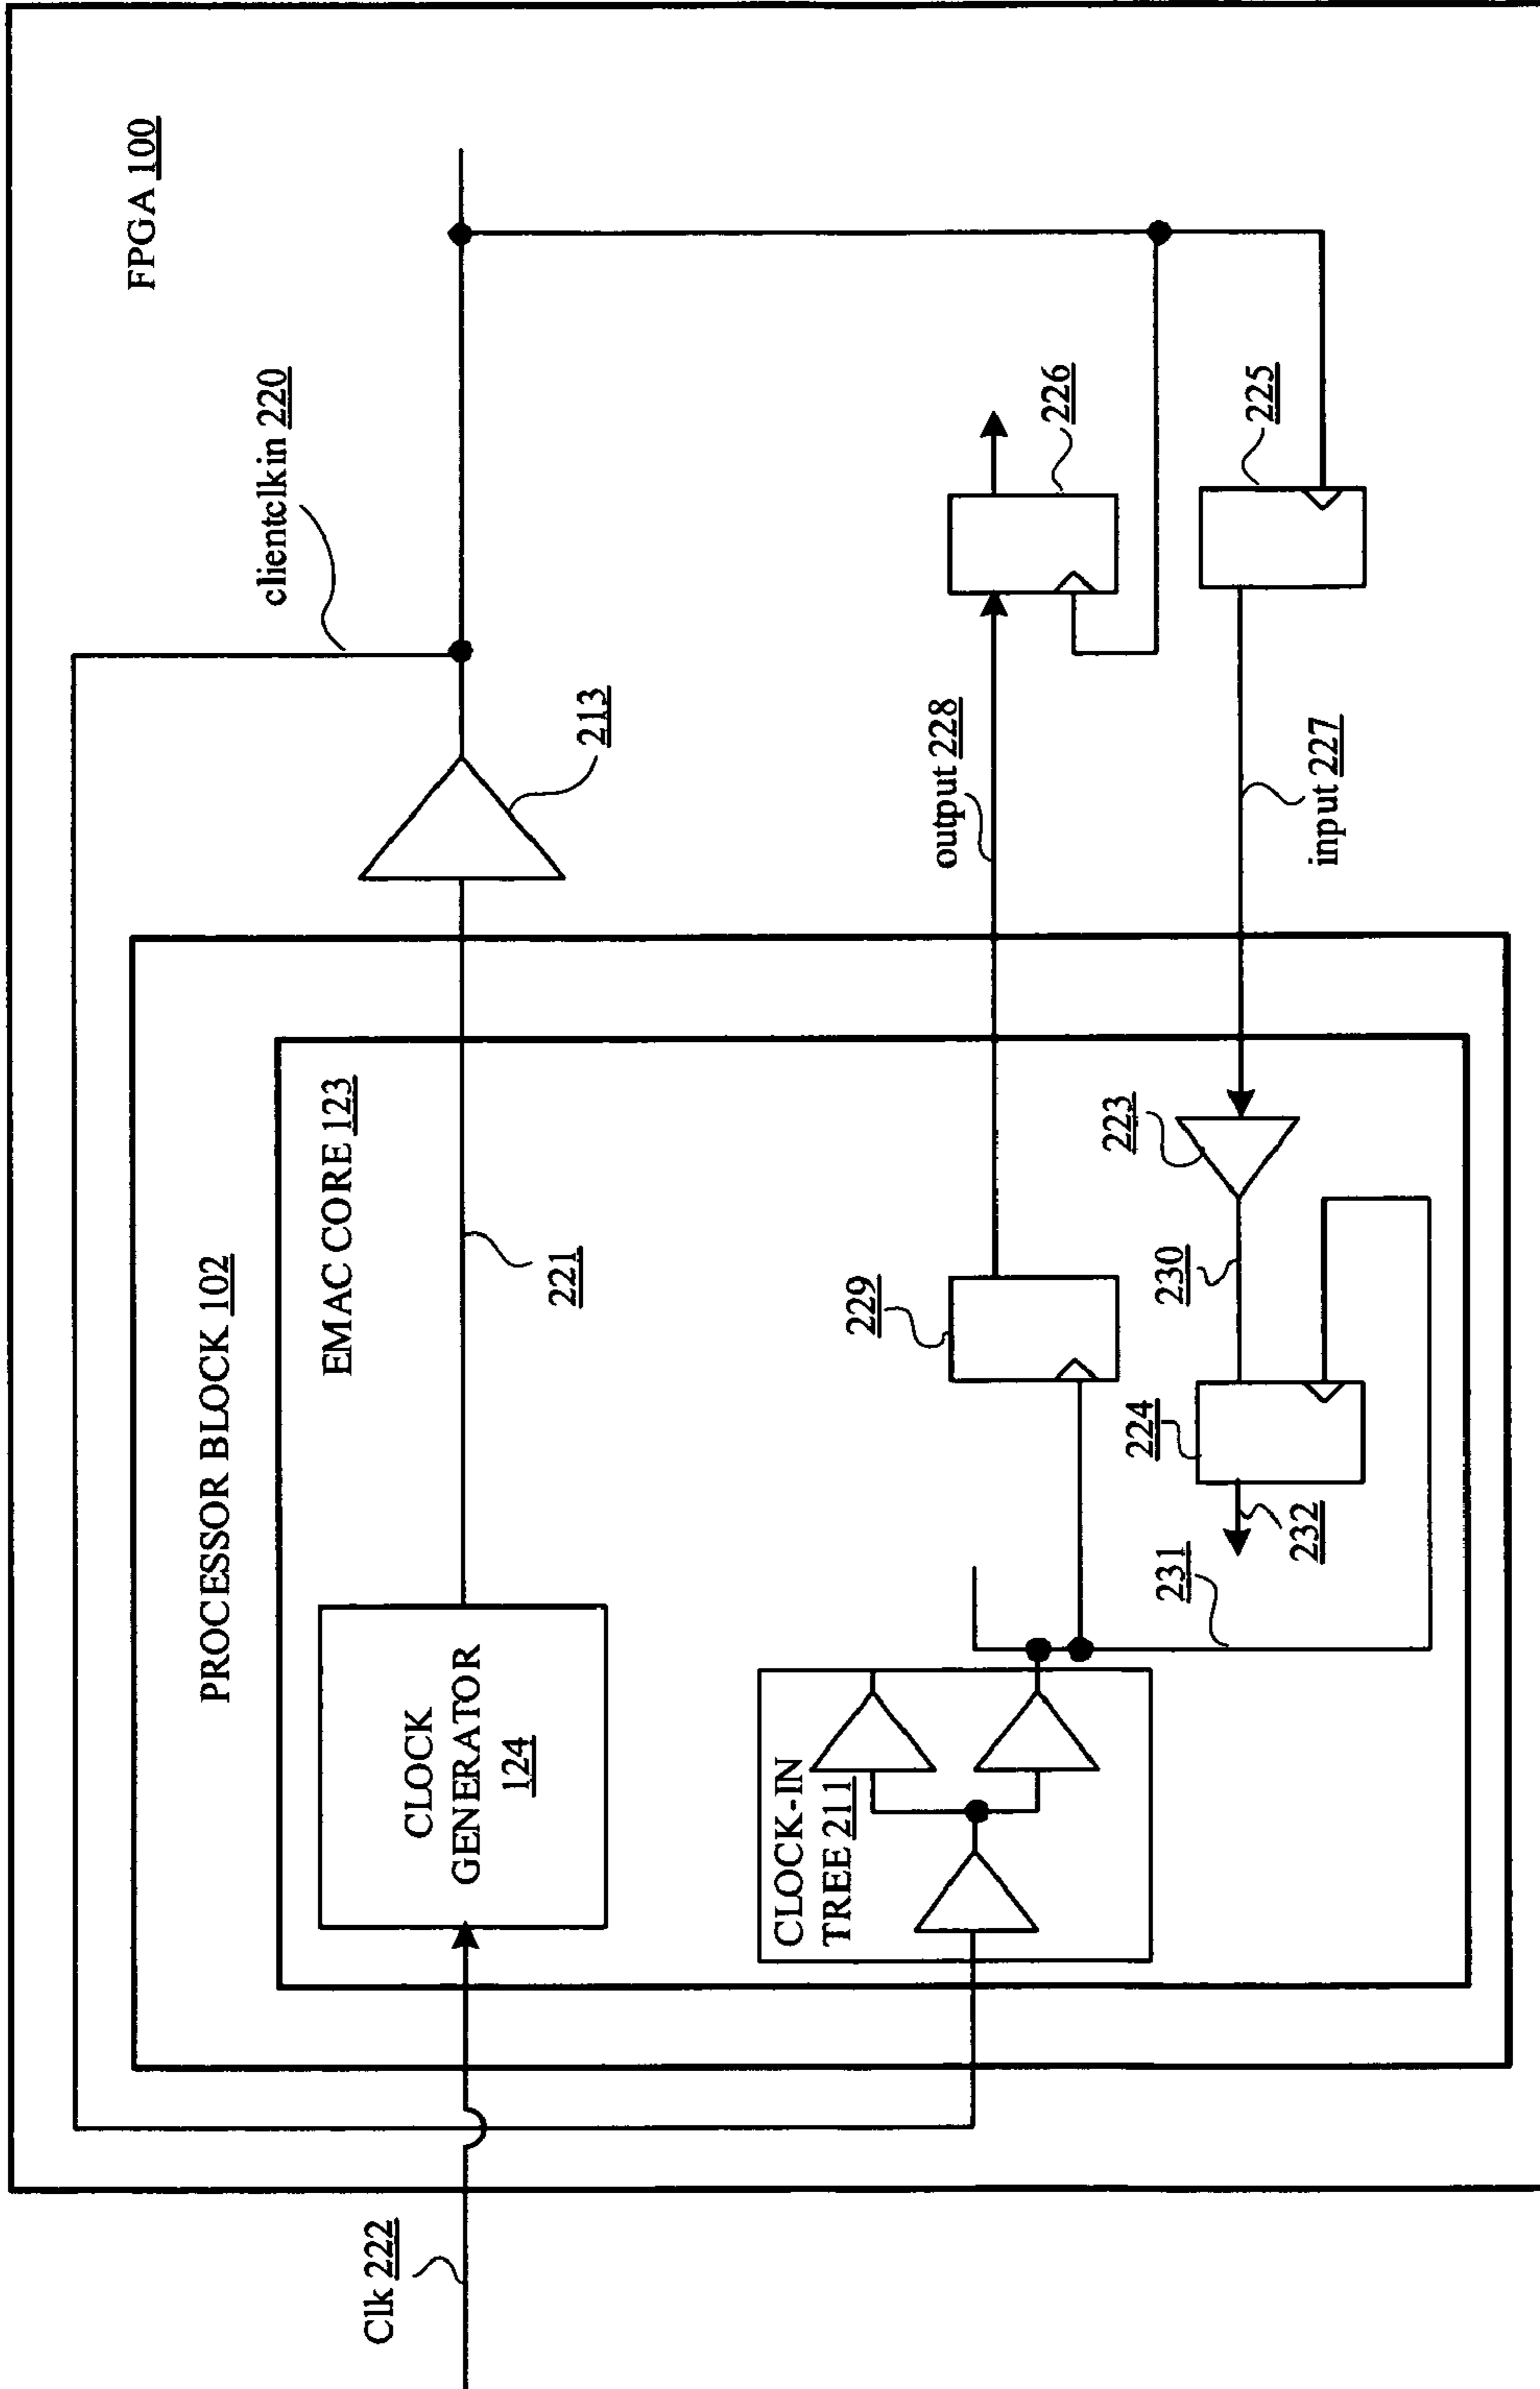 FPGA 100
clientclkin 220
PROCESSOR BLOCK 102
EMAC CORE 123
Clk 222
CLOCK
GENERATOR
124
221
213
CLOCK-IN
TREE 211
229
output 228
226
231
224
232
230
223
input 227
225